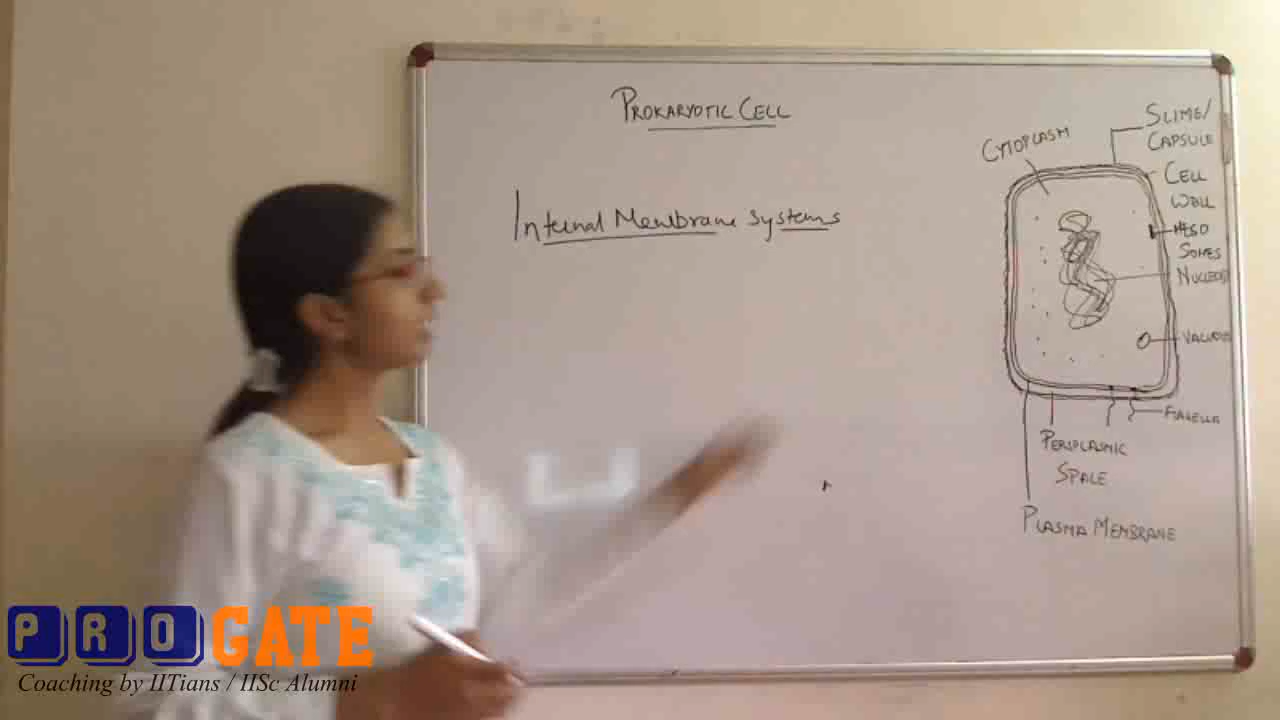 PROKARYOTIC CELL
Internal Membrane Systems
CYTOPLASM
SLIME/
CAPSULE
CELL
WALL
MESO
SOMES
NUCLEOID
VACUOLE
FLAGELLA
PERIPLASMIC
SPACE
PLASMA MEMBRANE
PROGATE
Coaching by IITians / IISc Alumni